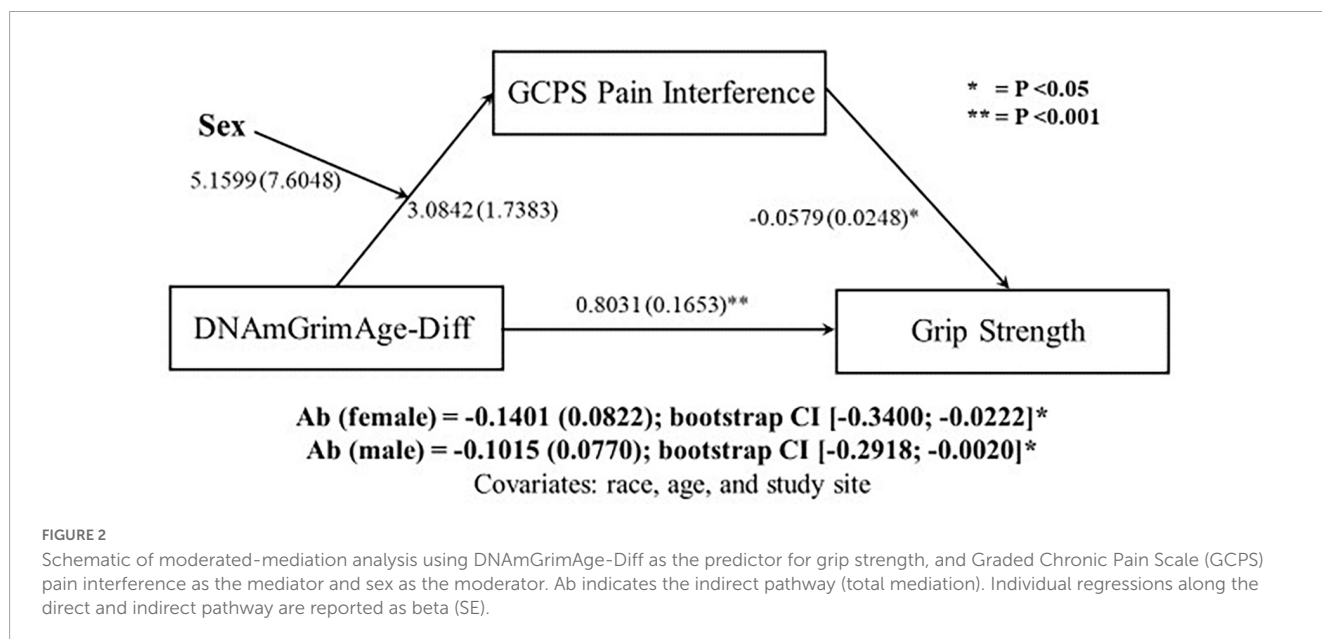 GCPS Pain Interference
* = P <0.05
** = P <0.001
Sex
5.1599(7.6048)
3.0842(1.7383)
-0.0579(0.0248)*
DNAmGrimAge-Diff
0.8031(0.1653)**
Grip Strength
Ab (female) = -0.1401 (0.0822); bootstrap CI [-0.3400; -0.0222]*
Ab (male) = -0.1015 (0.0770); bootstrap CI [-0.2918; -0.0020]*
Covariates: race, age, and study site
FIGURE 2
Schematic of moderated-mediation analysis using DNAmGrimAge-Diff as the predictor for grip strength, and Graded Chronic Pain Scale (GCPS)
pain interference as the mediator and sex as the moderator. Ab indicates the indirect pathway (total mediation). Individual regressions along the
direct and indirect pathway are reported as beta (SE).